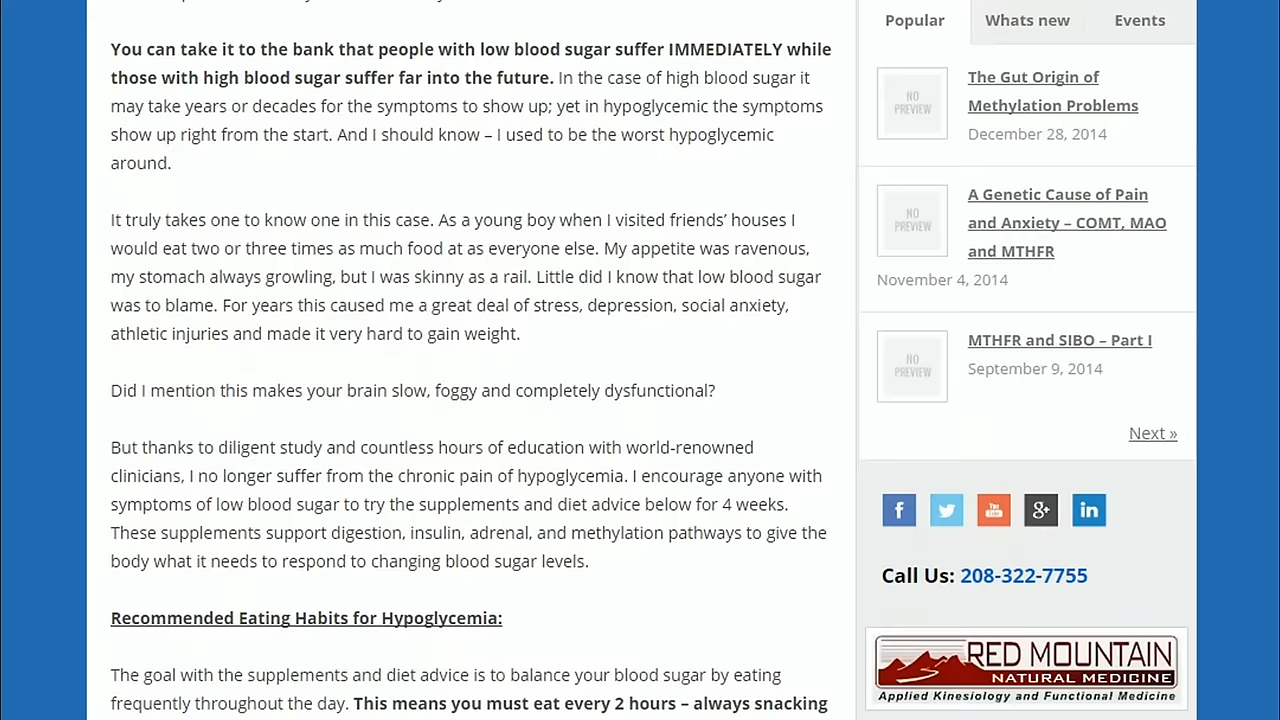 You can take it to the bank that people with low blood sugar suffer IMMEDIATELY while
those with high blood sugar suffer far into the future. In the case of high blood sugar it
may take years or decades for the symptoms to show up; yet in hypoglycemic the symptoms
show up right from the start. And I should know – I used to be the worst hypoglycemic
around.
It truly takes one to know one in this case. As a young boy when I visited friends’ houses I
would eat two or three times as much food at as everyone else. My appetite was ravenous,
my stomach always growling, but I was skinny as a rail. Little did I know that low blood sugar
was to blame. For years this caused me a great deal of stress, depression, social anxiety,
athletic injuries and made it very hard to gain weight.
Did I mention this makes your brain slow, foggy and completely dysfunctional?
But thanks to diligent study and countless hours of education with world-renowned
clinicians, I no longer suffer from the chronic pain of hypoglycemia. I encourage anyone with
symptoms of low blood sugar to try the supplements and diet advice below for 4 weeks.
These supplements support digestion, insulin, adrenal, and methylation pathways to give the
body what it needs to respond to changing blood sugar levels.
Recommended Eating Habits for Hypoglycemia:
The goal with the supplements and diet advice is to balance your blood sugar by eating
frequently throughout the day. This means you must eat every 2 hours – always snacking
Popular Whats new Events
NO
PREVIEW
The Gut Origin of
Methylation Problems
December 28, 2014
NO
PREVIEW
A Genetic Cause of Pain
and Anxiety – COMT, MAO
and MTHFR
November 4, 2014
NO
PREVIEW
MTHFR and SIBO – Part I
September 9, 2014
Next »
f You Tube g+ in
Call Us: 208-322-7755
RED MOUNTAIN
NATURAL MEDICINE
Applied Kinesiology and Functional Medicine